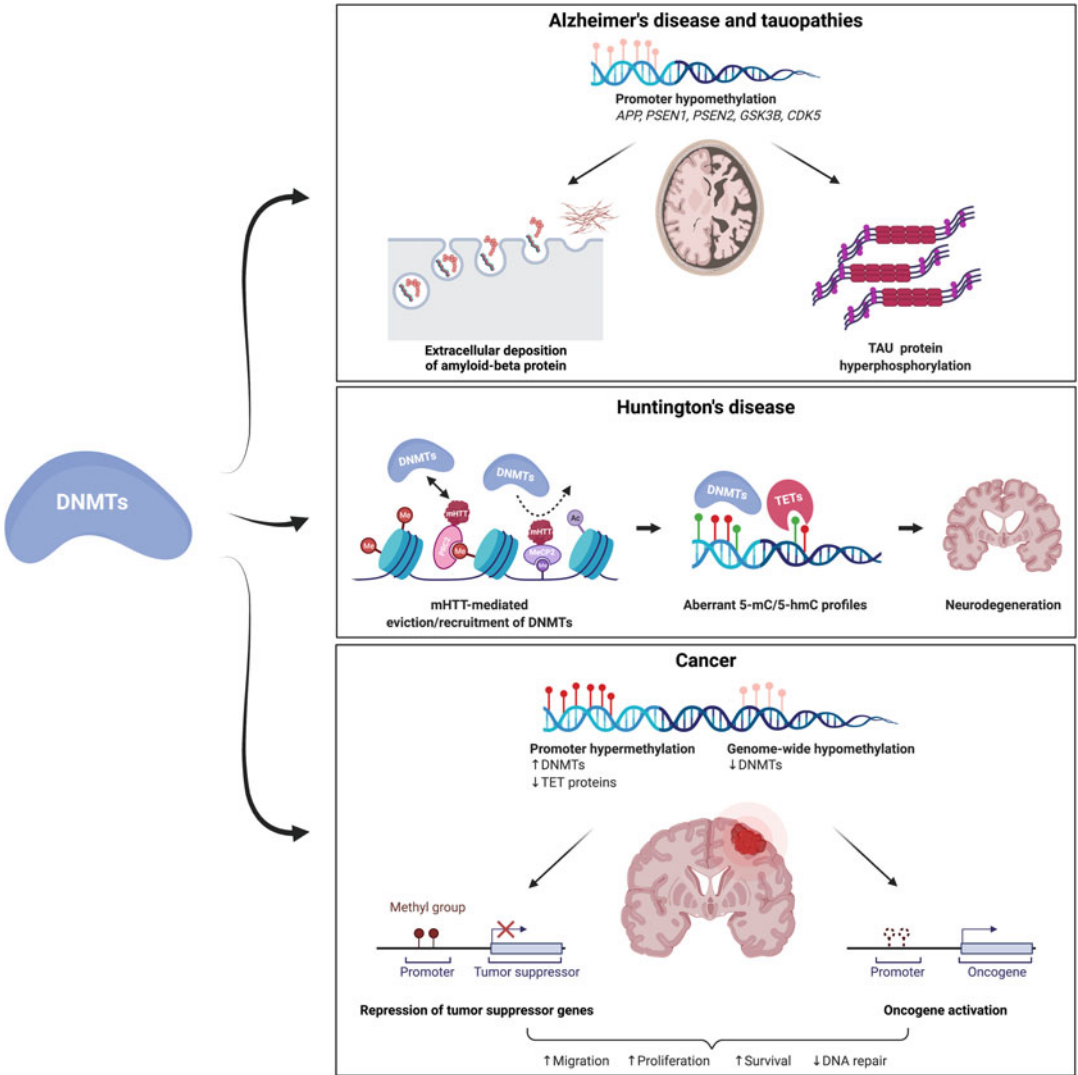 Alzheimer's disease and tauopathies
Promoter hypomethylation
APP, PSEN1, PSEN2, GSK3B, CDK5
Extracellular deposition
of amyloid-beta protein
TAU protein
hyperphosphorylation
DNMTs
Huntington's disease
DNMTs
DNMTs
Me
Me
mHTT
PRC2
Me
mHTT
MeCP2
Me
Ac
DNMTs
TETs
mHTT-mediated
eviction/recruitment of DNMTs
Aberrant 5-mC/5-hmC profiles
Neurodegeneration
Cancer
Promoter hypermethylation
↑DNMTs
↓TET proteins
Genome-wide hypomethylation
↓DNMTs
Methyl group
Promoter
Tumor suppressor
Repression of tumor suppressor genes
Promoter
Oncogene
Oncogene activation
↑Migration ↑Proliferation ↑Survival ↓DNA repair